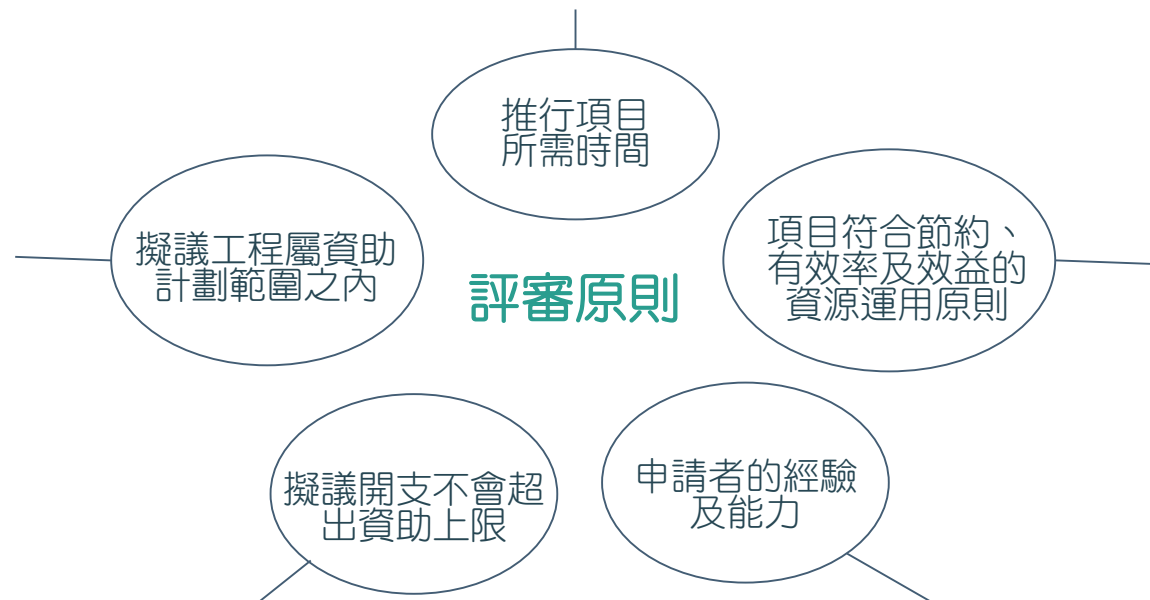 推行項目
所需時間
擬議工程屬資助
計劃範圍之內
項目符合節約、
有效率及效益的
資源運用原則
評審原則
擬議開支不會超
出資助上限
申請者的經驗
及能力